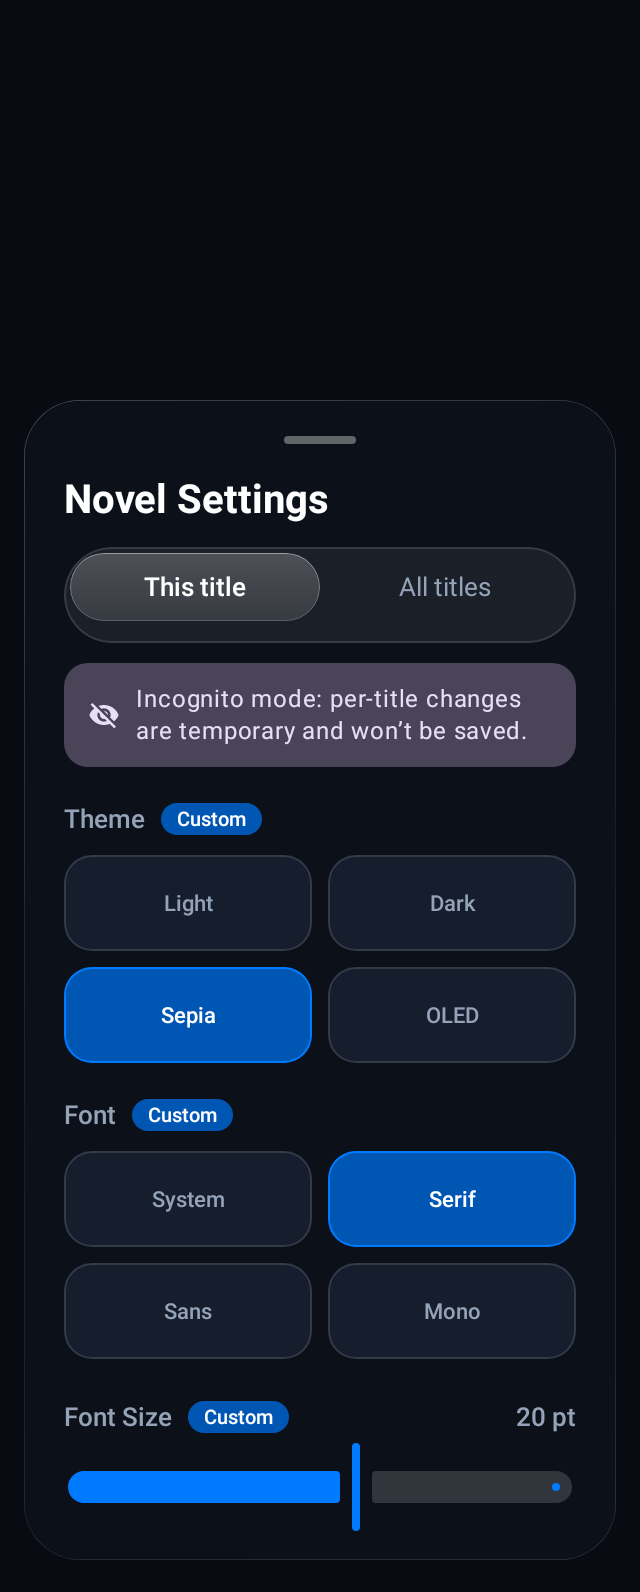 Novel Settings
This title
All titles
Incognito mode: per-title changes
are temporary and won’t be saved.
Theme
Custom
Light
Dark
Sepia
OLED
Font
Custom
System
Serif
Sans
Mono
Font Size
Custom
20 pt